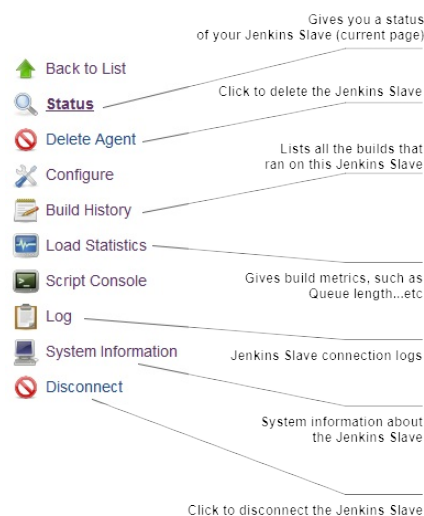 Gives you a status
of your Jenkins Slave (current page)
Back to List
Status
Click to delete the Jenkins Slave
Delete Agent
Lists all the builds that
ran on this Jenkins Slave
Configure
Build History
Load Statistics
Gives build metrics, such as
Queue length...etc
Script Console
Log
Jenkins Slave connection logs
System Information
Disconnect
System information about
the Jenkins Slave
Click to disconnect the Jenkins Slave